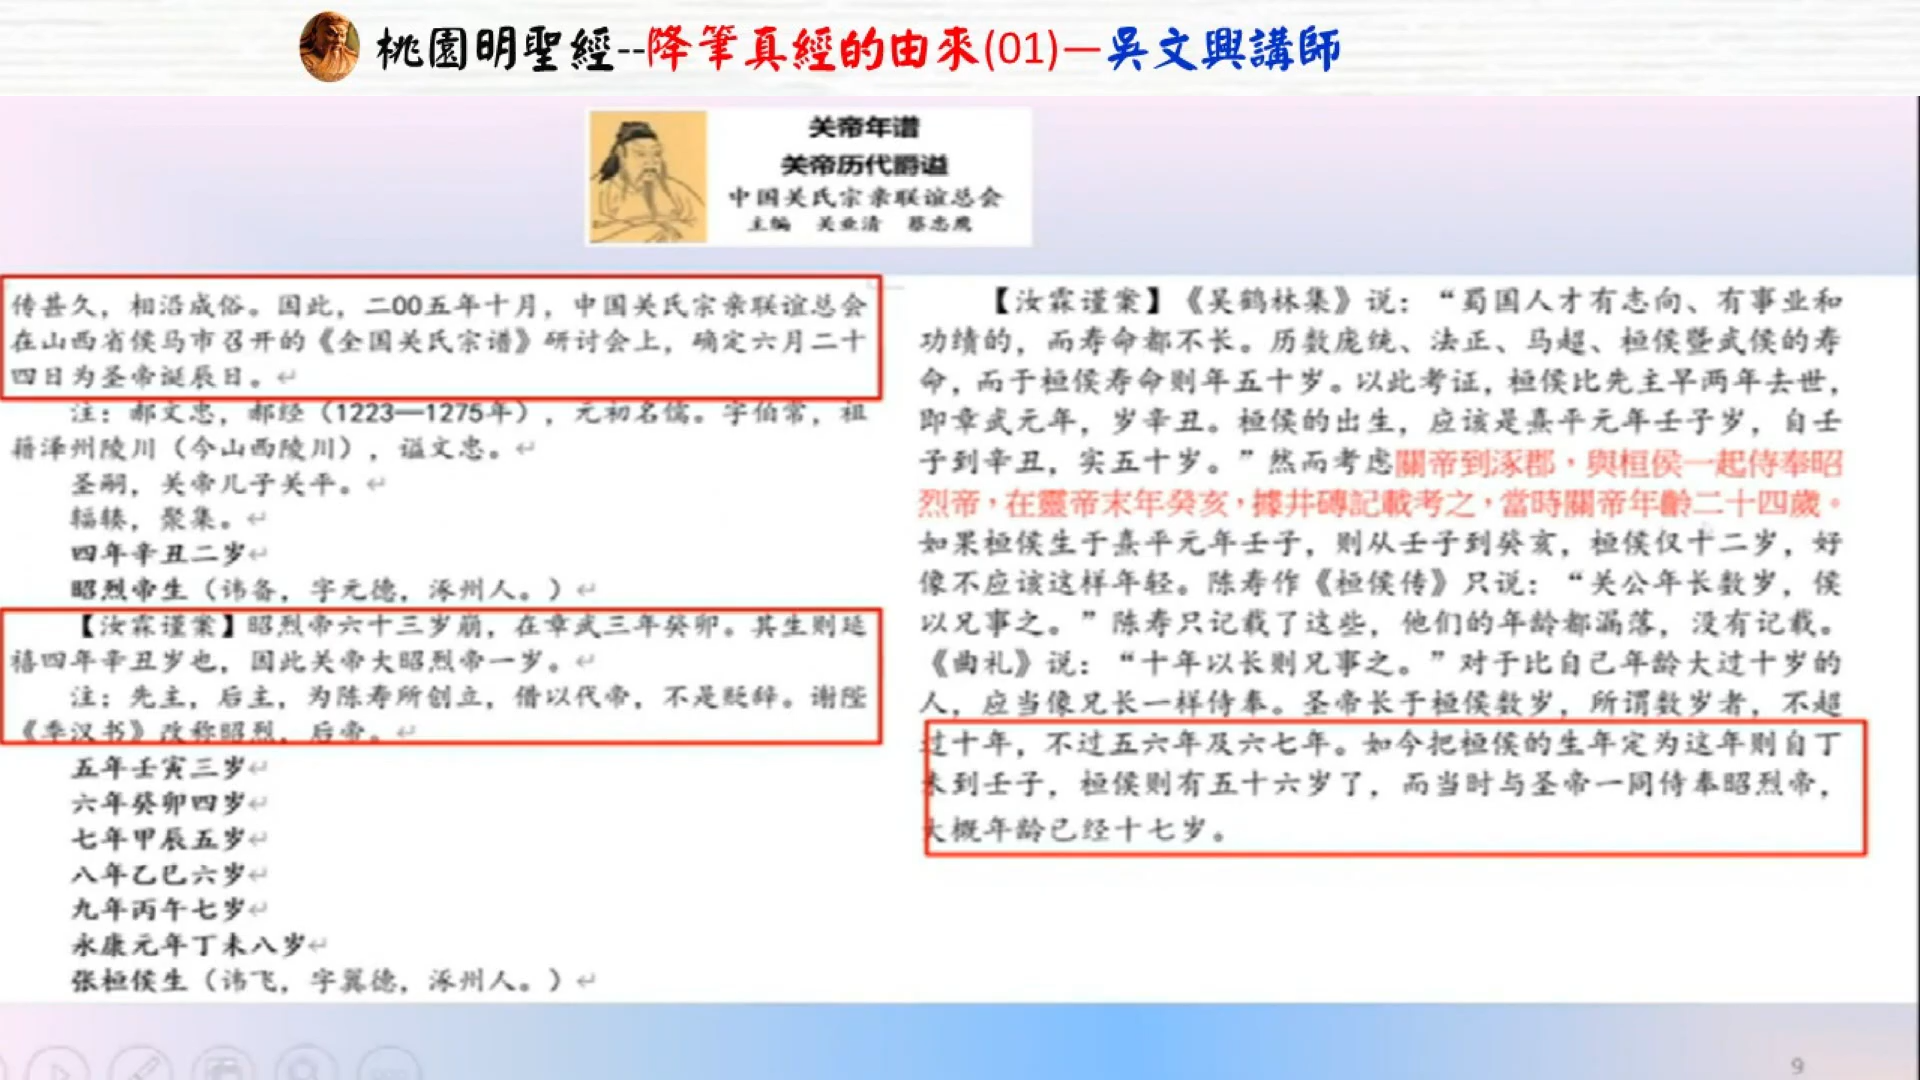 桃園明聖經--降筆真經的由來(01)—吳文興講師
关帝年谱
关帝历代爵谥
中国关氏宗亲联谊总会
主编 关业清 蔡忠鹰
传甚久，相沿成俗。因此，二00五年十月，中国关氏宗亲联谊总会
在山西省侯马市召开的《全国关氏宗谱》研讨会上，确定六月二十
四日为圣帝诞辰日。
注：郝文忠，郝经（1223—1275年），元初名儒。字伯常，祖
籍泽州陵川（今山西陵川），谥文忠。
圣嗣，关帝儿子关平。
辐辏，聚集。
四年辛丑二岁
昭烈帝生（讳备，字元德，涿州人。）
【汝霖谨案】昭烈帝六十三岁崩，在章武三年癸卯。其生则延
禧四年辛丑岁也，因此关帝大昭烈帝一岁。
注：先主，后主，为陈寿所创立，借以代帝，不是贬辞。谢陛
《季汉书》改称昭烈，后帝。
五年壬寅三岁
六年癸卯四岁
七年甲辰五岁
八年乙巳六岁
九年丙午七岁
永康元年丁未八岁
张桓侯生（讳飞，字翼德，涿州人。）
【汝霖谨案】《吴鹤林集》说：“蜀国人才有志向、有事业和
功绩的，而寿命都不长。历数庞统、法正、马超、桓侯暨武侯的寿
命，而于桓侯寿命则年五十岁。以此考证，桓侯比先主早两年去世，
即章武元年，岁辛丑。桓侯的出生，应该是熹平元年壬子岁，自壬
子到辛丑，实五十岁。”然而考虑關帝到涿郡，與桓侯一起侍奉昭
烈帝，在靈帝末年癸亥，據井磚記載考之，當時關帝年齡二十四歲。
如果桓侯生于熹平元年壬子，则从壬子到癸亥，桓侯仅十二岁，好
像不应该这样年轻。陈寿作《桓侯传》只说：“关公年长数岁，侯
以兄事之。”陈寿只记载了这些，他们的年龄都漏落，没有记载。
《曲礼》说：“十年以长则兄事之。”对于比自己年龄大过十岁的
人，应当像兄长一样侍奉。圣帝长于桓侯数岁，所谓数岁者，不超
过十年，不过五六年及六七年。如今把桓侯的生年定为这年则自丁
未到壬子，桓侯则有五十六岁了，而当时与圣帝一同侍奉昭烈帝，
大概年龄已经十七岁。
9